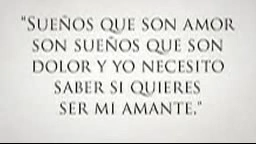 "Sueños que son amor
son sueños que son
dolor y yo necesito
saber si quieres
ser mi amante."